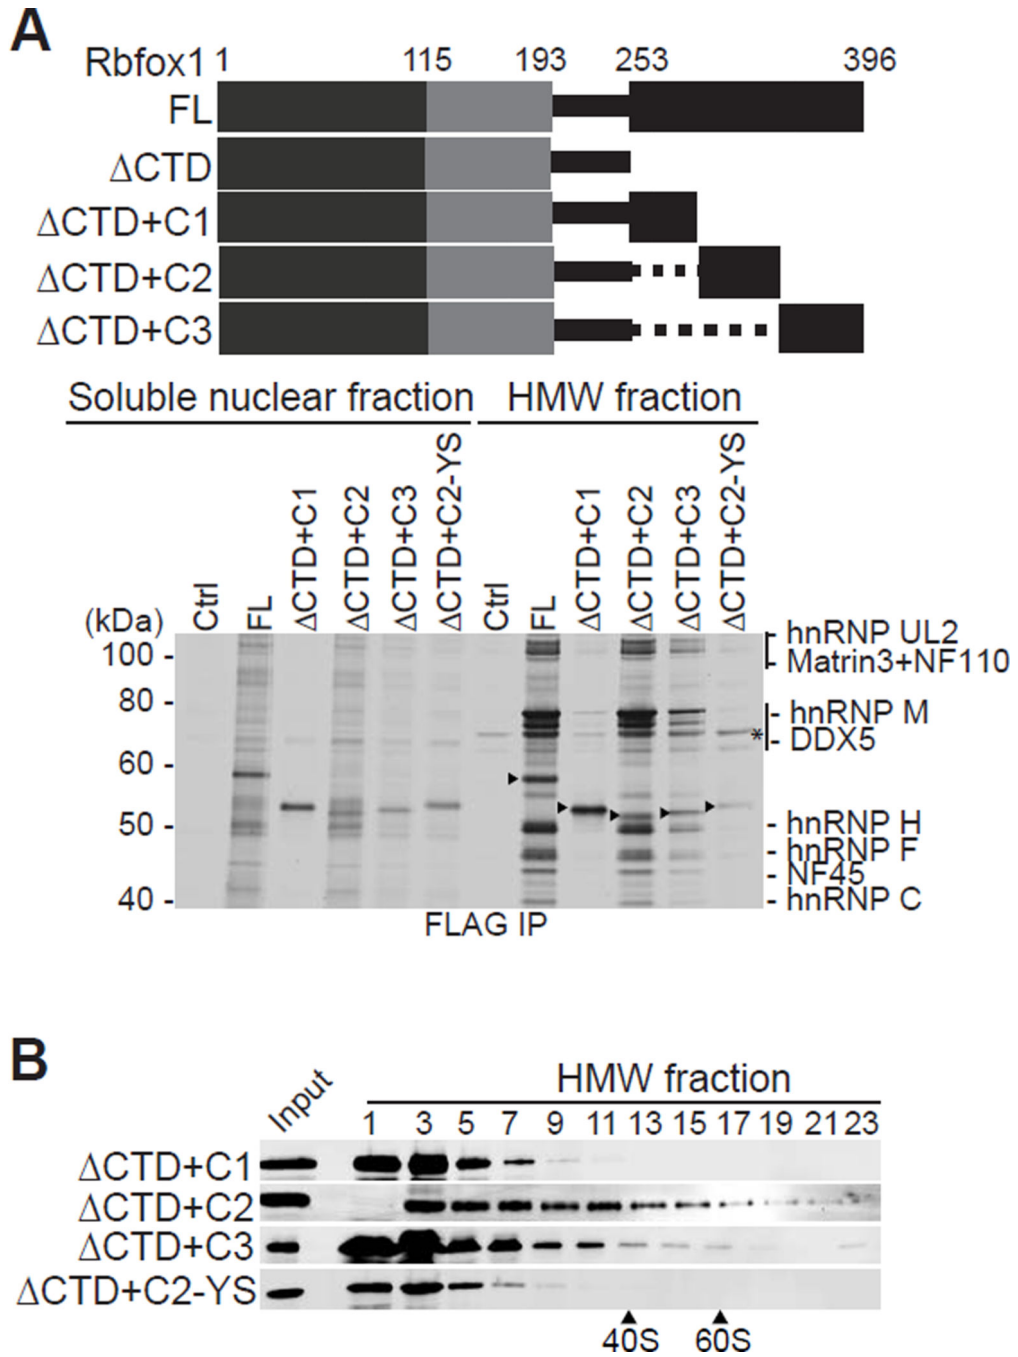 A
Rbfox1 1 115 193 253 396
FL
ΔCTD
ΔCTD+C1
ΔCTD+C2
ΔCTD+C3
Soluble nuclear fraction HMW fraction
Ctrl
FL
ΔCTD+C1
ΔCTD+C2
ΔCTD+C3
ΔCTD+C2-YS
Ctrl
FL
ΔCTD+C1
ΔCTD+C2
ΔCTD+C3
ΔCTD+C2-YS
(kDa)
100 -
80 -
60 -
50 -
40 -
- hnRNP UL2
- Matrin3+NF110
- hnRNP M
*
- DDX5
- hnRNP H
- hnRNP F
- NF45
- hnRNP C
FLAG IP
B
HMW fraction
Input 1 3 5 7 9 11 13 15 17 19 21 23
ΔCTD+C1
ΔCTD+C2
ΔCTD+C3
ΔCTD+C2-YS
40S 60S